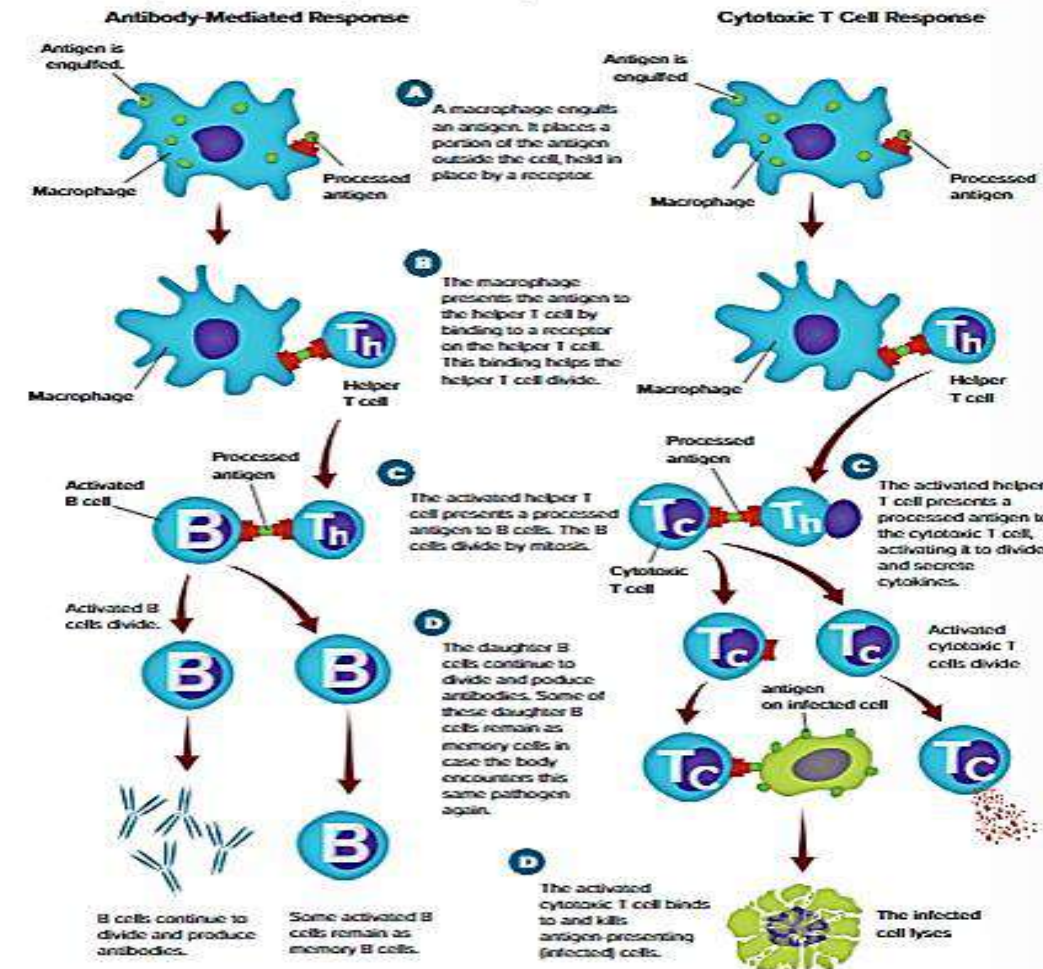 Antibody-Mediated Response
Antigen is
engulfed.
Macrophage
Processed
antigen
A
A macrophage engulfs
an antigen. It places a
portion of the antigen
outside the cell, held in
place by a receptor.
Macrophage
Th
Helper
T cell
B
The macrophage
presents the antigen to
the helper T cell by
binding to a receptor
on the helper T cell.
This binding helps the
helper T cell divide.
Activated
B cell
Processed
antigen
B
Th
C
The activated helper T
cell presents a processed
antigen to B cells. The B
cells divide by mitosis.
Activated B
cells divide.
B
B
D
The daughter B
cells continue to
divide and poduce
antibodies. Some of
these daughter B
cells remain as
memory cells in
case the body
encounters this
same pathogen
again.
B
B cells continue to
divide and produce
antibodies.
Some activated B
cells remain as
memory B cells.
Cytotoxic T Cell Response
Antigen is
engulfed
Macrophage
Processed
antigen
Macrophage
Th
Helper
T cell
Processed
antigen
Tc
Th
Cytotoxic
T cell
C
The activated helper
T cell presents a
processed antigen to
the cytotoxic T cell,
activating it to divide
and secrete
cytokines.
Tc
Tc
Activated
cytotoxic T
cells divide
antigen
on infected cell
Tc
Tc
D
The activated
cytotoxic T cell binds
to and kills
antigen-presenting
(infected) cells.
The infected
cell lyses